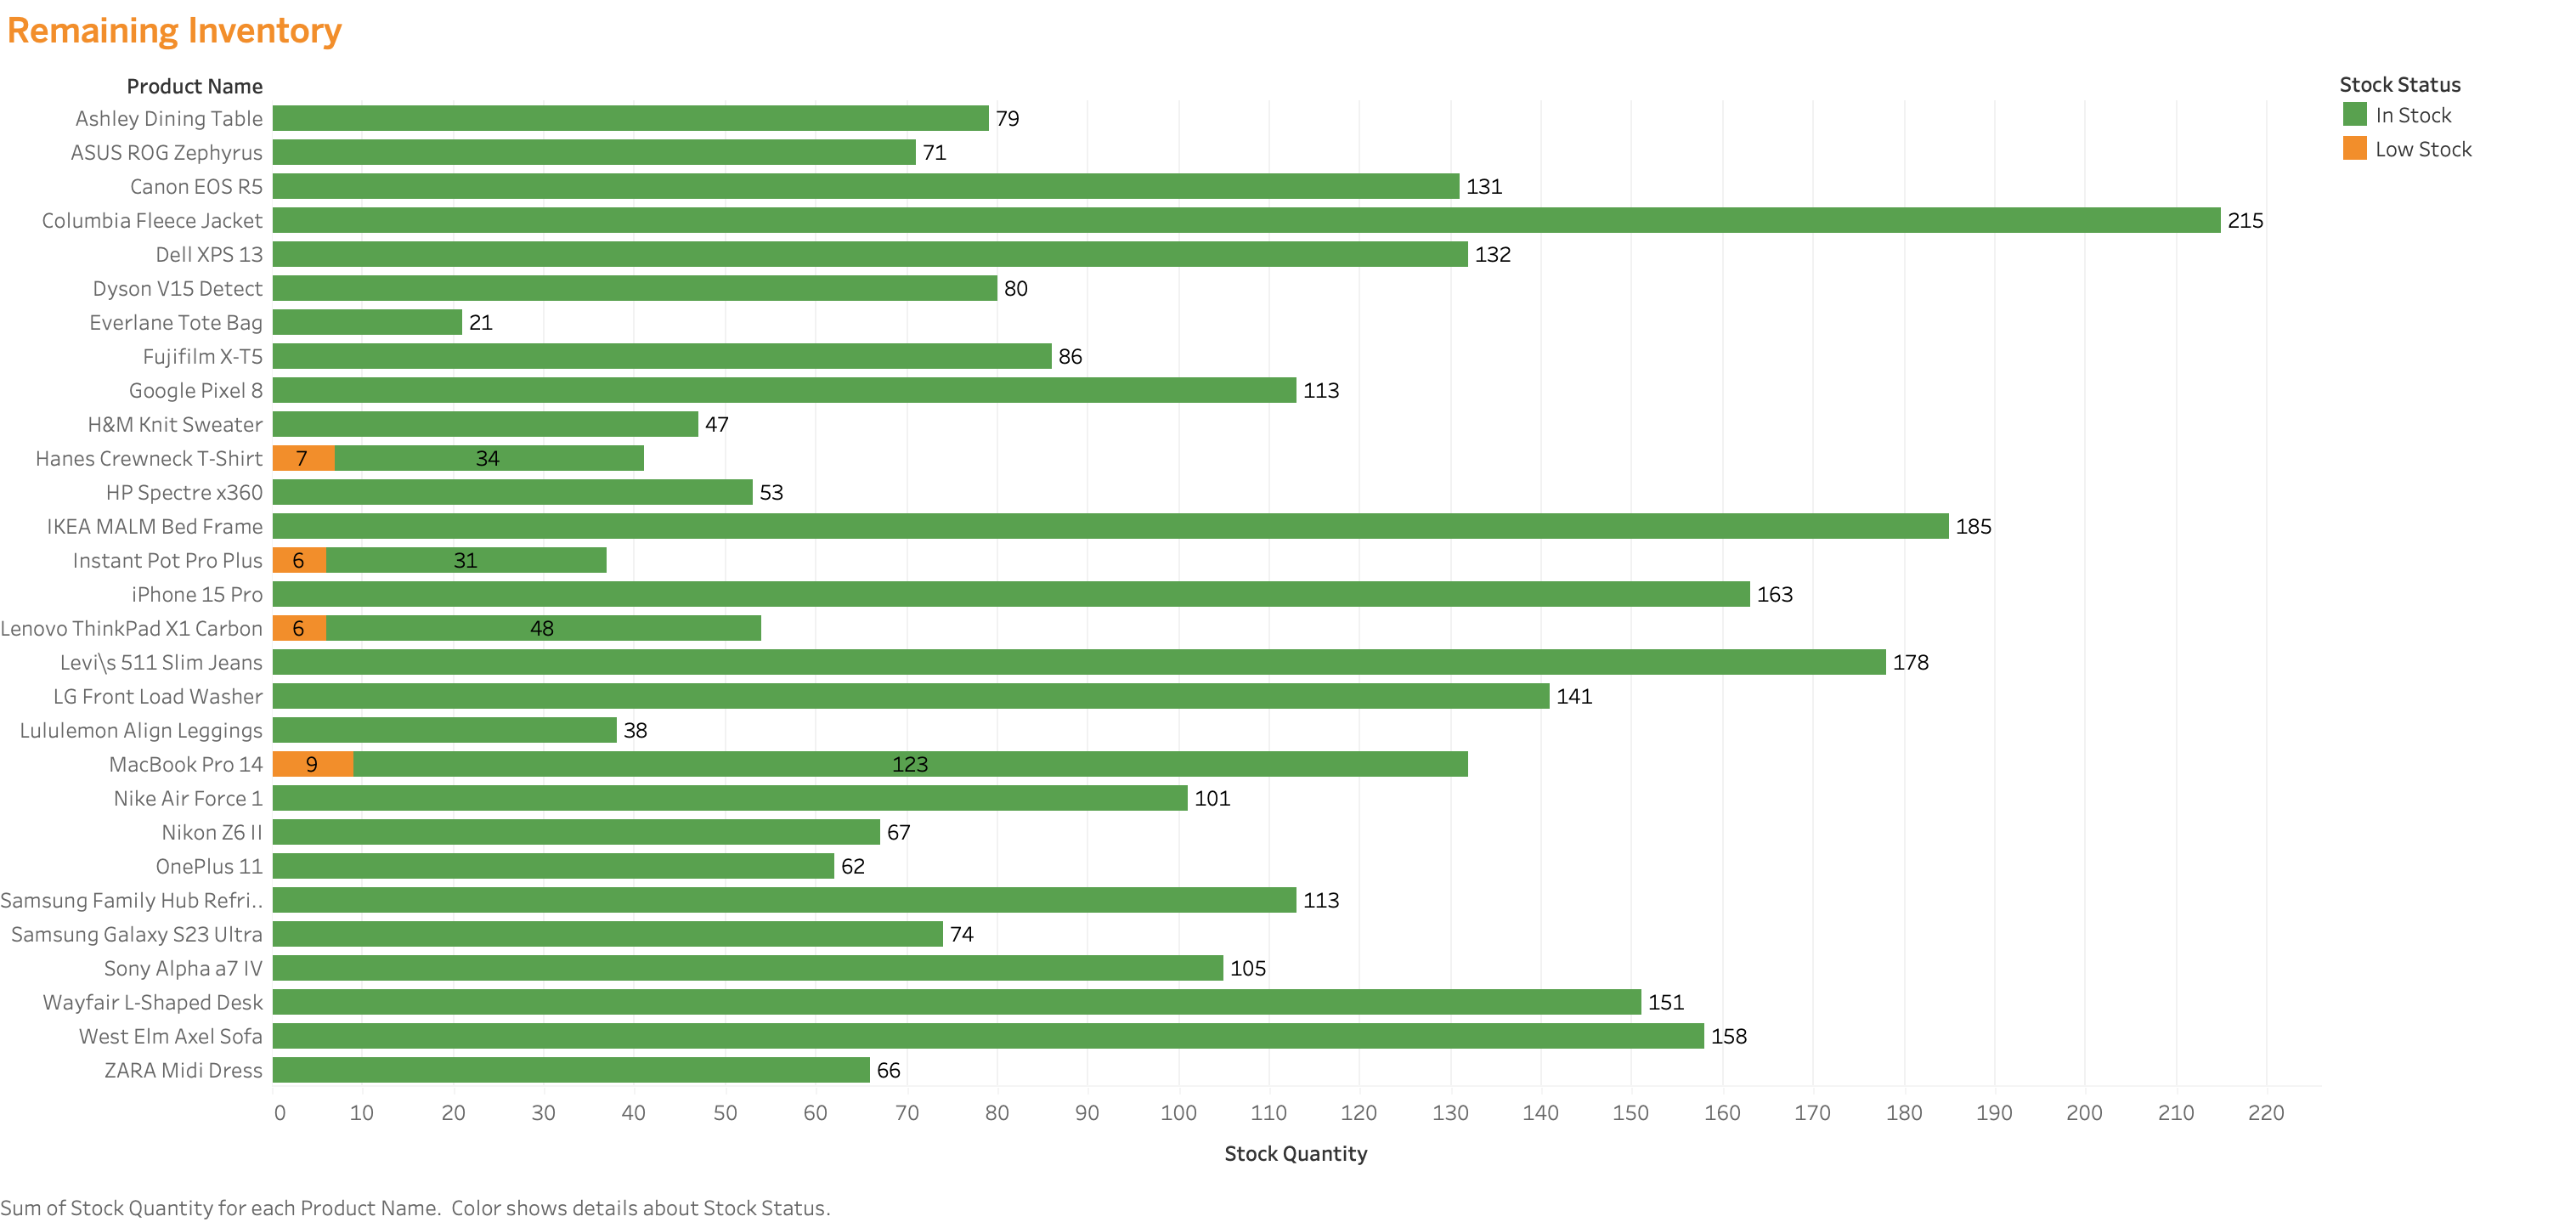 Remaining Inventory
Product Name
Stock Status
Ashley Dining Table 79
In Stock
ASUS ROG Zephyrus 71
Low Stock
Canon EOS R5 131
Columbia Fleece Jacket 215
Dell XPS 13 132
Dyson V15 Detect 80
Everlane Tote Bag 21
Fujifilm X-T5 86
Google Pixel 8 113
H&M Knit Sweater 47
Hanes Crewneck T-Shirt 7 34
HP Spectre x360 53
IKEA MALM Bed Frame 185
Instant Pot Pro Plus 6 31
iPhone 15 Pro 163
Lenovo ThinkPad X1 Carbon 6 48
Levi\s 511 Slim Jeans 178
LG Front Load Washer 141
Lululemon Align Leggings 38
MacBook Pro 14 9 123
Nike Air Force 1 101
Nikon Z6 II 67
OnePlus 11 62
Samsung Family Hub Refri.. 113
Samsung Galaxy S23 Ultra 74
Sony Alpha a7 IV 105
Wayfair L-Shaped Desk 151
West Elm Axel Sofa 158
ZARA Midi Dress 66
0 10 20 30 40 50 60 70 80 90 100 110 120 130 140 150 160 170 180 190 200 210 220
Stock Quantity
Sum of Stock Quantity for each Product Name.  Color shows details about Stock Status.